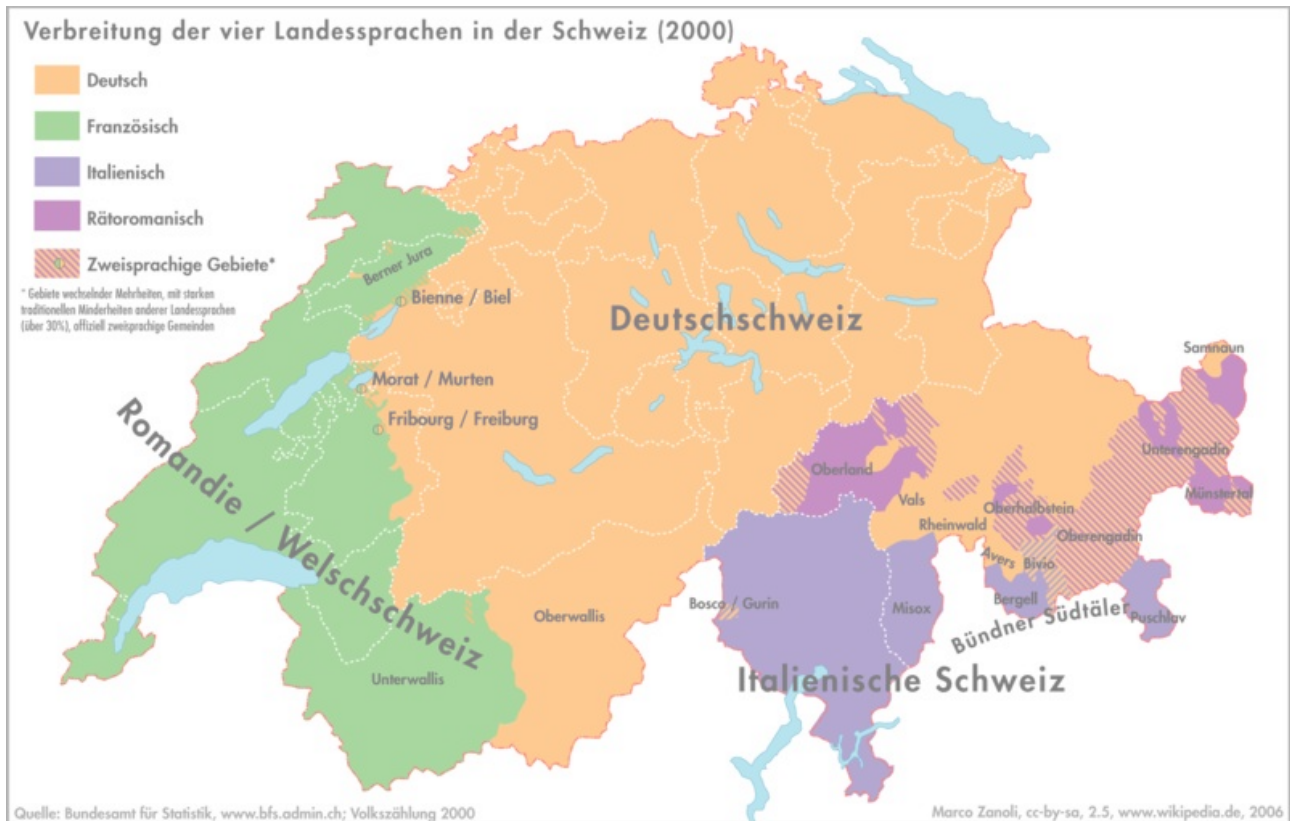 Verbreitung der vier Landessprachen in der Schweiz (2000)
Deutsch
Französisch
Italienisch
Rätoromanisch
Zweisprachige Gebiete*
* Gebiete wechselnder Mehrheiten, mit starken
traditionellen Minderheiten anderer Landessprachen
(über 30%), offiziell zweisprachige Gemeinden
Berner Jura
Bienne / Biel
Deutschschweiz
Samnaun
Morat / Murten
Fribourg / Freiburg
Romandie / Welschschweiz
Unterengadin
Oberland
Münstertal
Vals
Oberhalbstein
Rheinwald
Oberengadin
Avers
Bivio
Bergell
Bosco / Gurin
Misox
Oberwallis
Puschlav
Bündner Südtäler
Unterwallis
Italienische Schweiz
Quelle: Bundesamt für Statistik, www.bfs.admin.ch; Volkszählung 2000
Marco Zanoli, cc-by-sa, 2.5, www.wikipedia.de, 2006